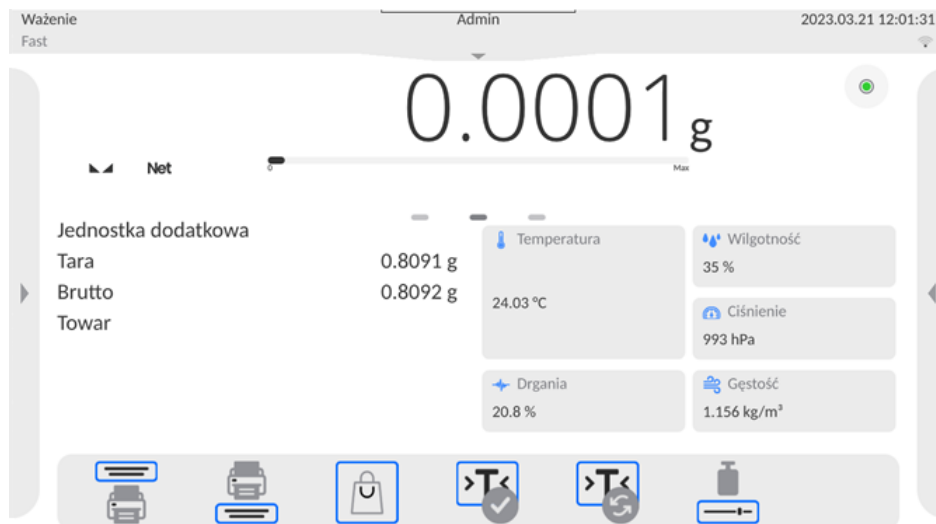 Ważenie
Admin
2023.03.21 12:01:31
Fast
0.0001 g
Net
0
Max
Jednostka dodatkowa
Tara 0.8091 g
Brutto 0.8092 g
Towar
Temperatura
24.03 °C
Wilgotność
35 %
Ciśnienie
993 hPa
Drgania
20.8 %
Gęstość
1.156 kg/m³
>T<
>T<